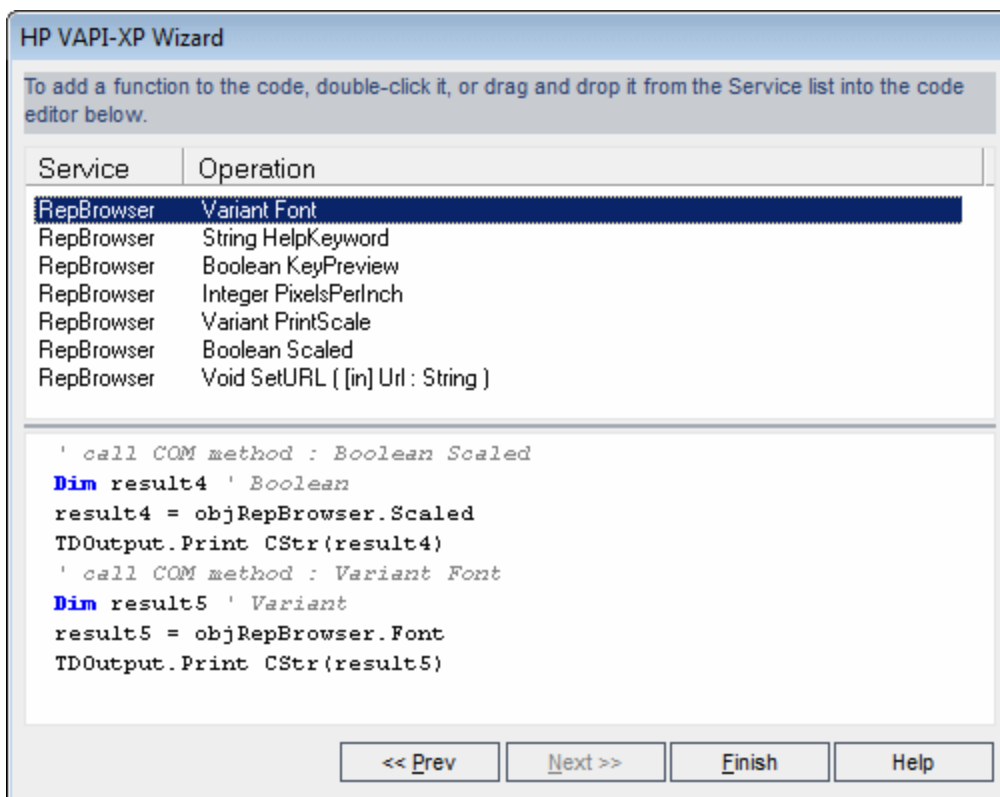 HP VAPI-XP Wizard
To add a function to the code, double-click it, or drag and drop it from the Service list into the code
editor below.
Service Operation
RepBrowser Variant Font
RepBrowser String HelpKeyword
RepBrowser Boolean KeyPreview
RepBrowser Integer PixelsPerInch
RepBrowser Variant PrintScale
RepBrowser Boolean Scaled
RepBrowser Void SetURL ( [in] Url : String )
' call COM method : Boolean Scaled
Dim result4 ' Boolean
result4 = objRepBrowser.Scaled
TDOutput.Print CStr(result4)
' call COM method : Variant Font
Dim result5 ' Variant
result5 = objRepBrowser.Font
TDOutput.Print CStr(result5)
<< Prev Next >> Finish Help